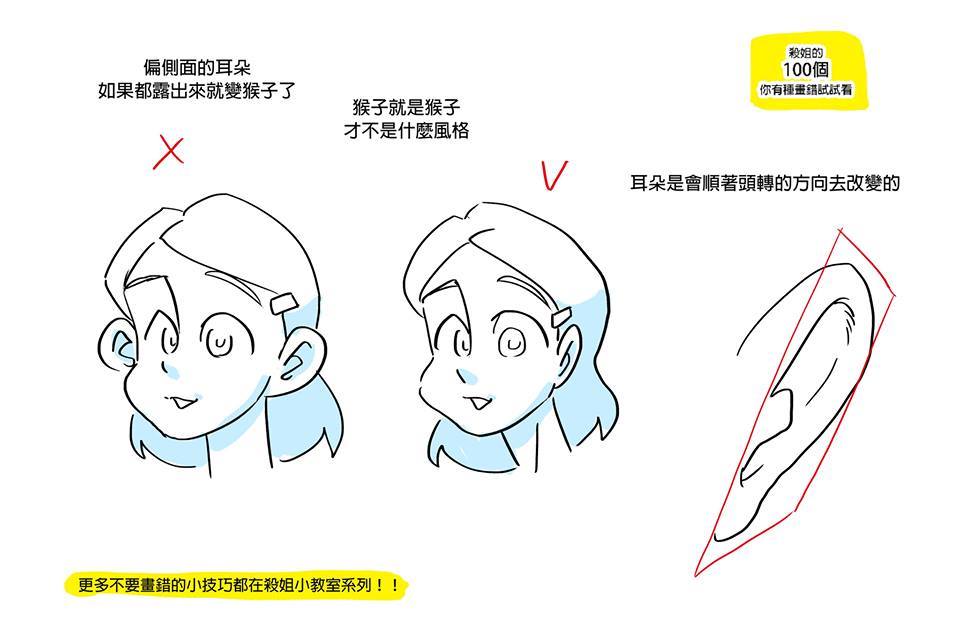 偏側面的耳朵
如果都露出來就變猴子了
猴子就是猴子
才不是什麼風格
殺姐的
100個
你有種畫錯試試看
耳朵是會順著頭轉的方向去改變的
更多不要畫錯的小技巧都在殺姐小教室系列！！